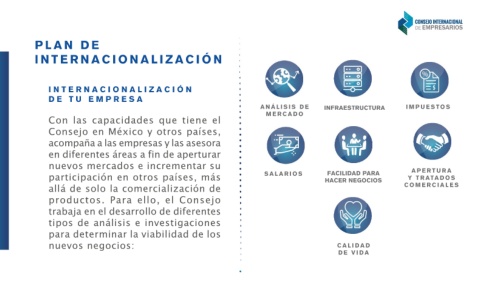 CONSEJO INTERNACIONAL
DE EMPRESARIOS
PLAN DE
INTERNACIONALIZACIÓN
INTERNACIONALIZACIÓN
DE TU EMPRESA
Con las capacidades que tiene el
Consejo en México y otros países,
acompaña a las empresas y las asesora
en diferentes áreas a fin de aperturar
nuevos mercados e incrementar su
participación en otros países, más
allá de solo la comercialización de
productos. Para ello, el Consejo
trabaja en el desarrollo de diferentes
tipos de análisis e investigaciones
para determinar la viabilidad de los
nuevos negocios:
ANÁLISIS DE
MERCADO
INFRAESTRUCTURA
IMPUESTOS
SALARIOS
FACILIDAD PARA
HACER NEGOCIOS
APERTURA
Y TRATADOS
COMERCIALES
CALIDAD
DE VIDA